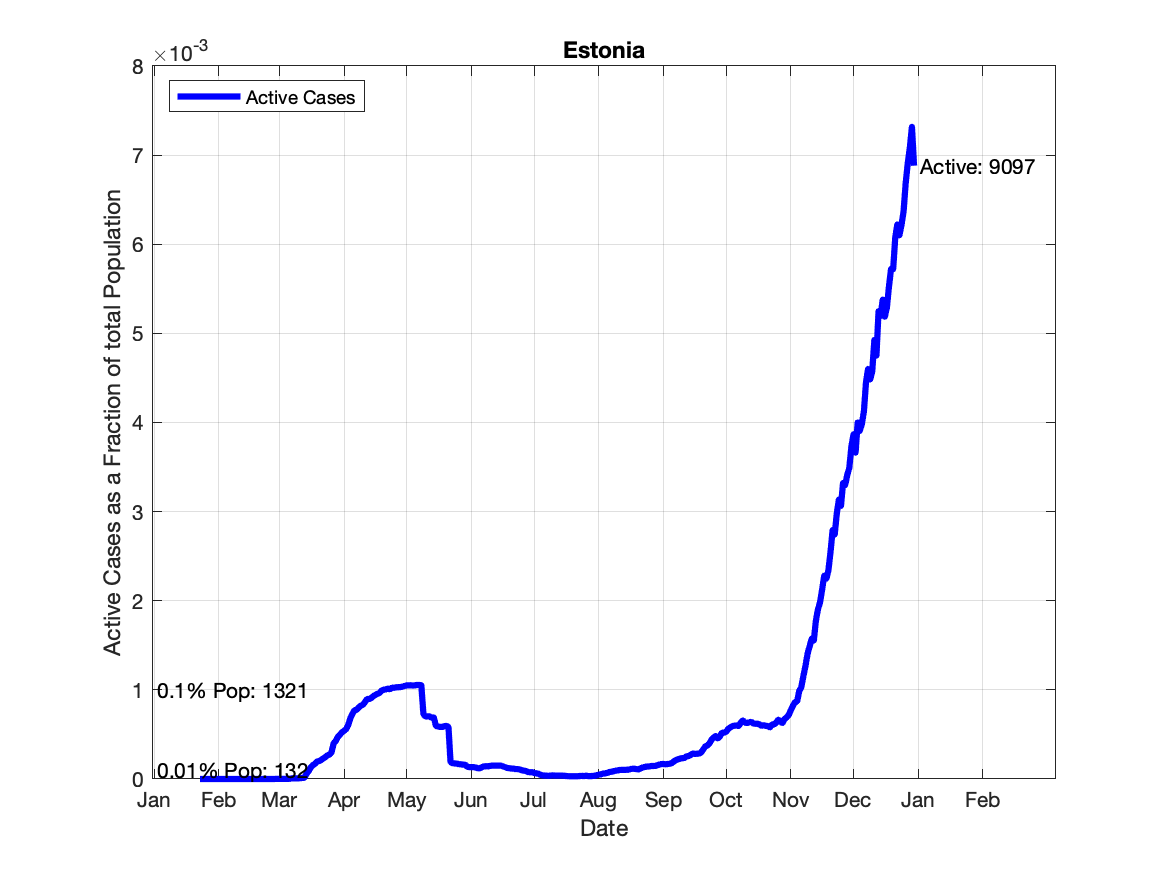 Estonia
×10-3
Active Cases
8
7
6
5
4
3
2
1
0
Active Cases as a Fraction of total Population
Active: 9097
0.1% Pop: 1321
0.01% Pop: 132
Jan Feb Mar Apr May Jun Jul Aug Sep Oct Nov Dec Jan Feb
Date